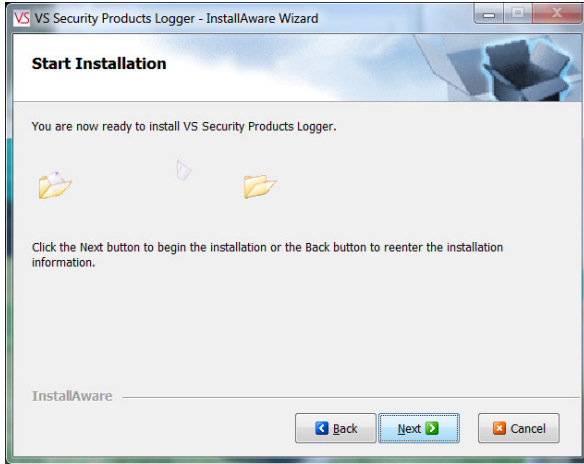 VS VS Security Products Logger - InstallAware Wizard
Start Installation
You are now ready to install VS Security Products Logger.
Click the Next button to begin the installation or the Back button to reenter the installation
information.
InstallAware
Back Next Cancel